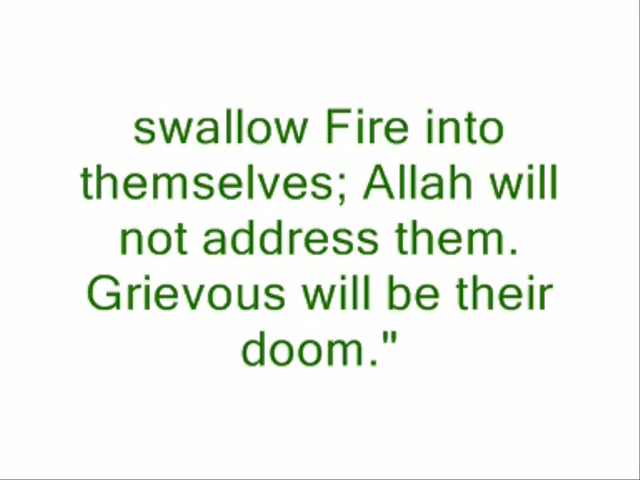 swallow Fire into
themselves; Allah will
not address them.
Grievous will be their
doom."